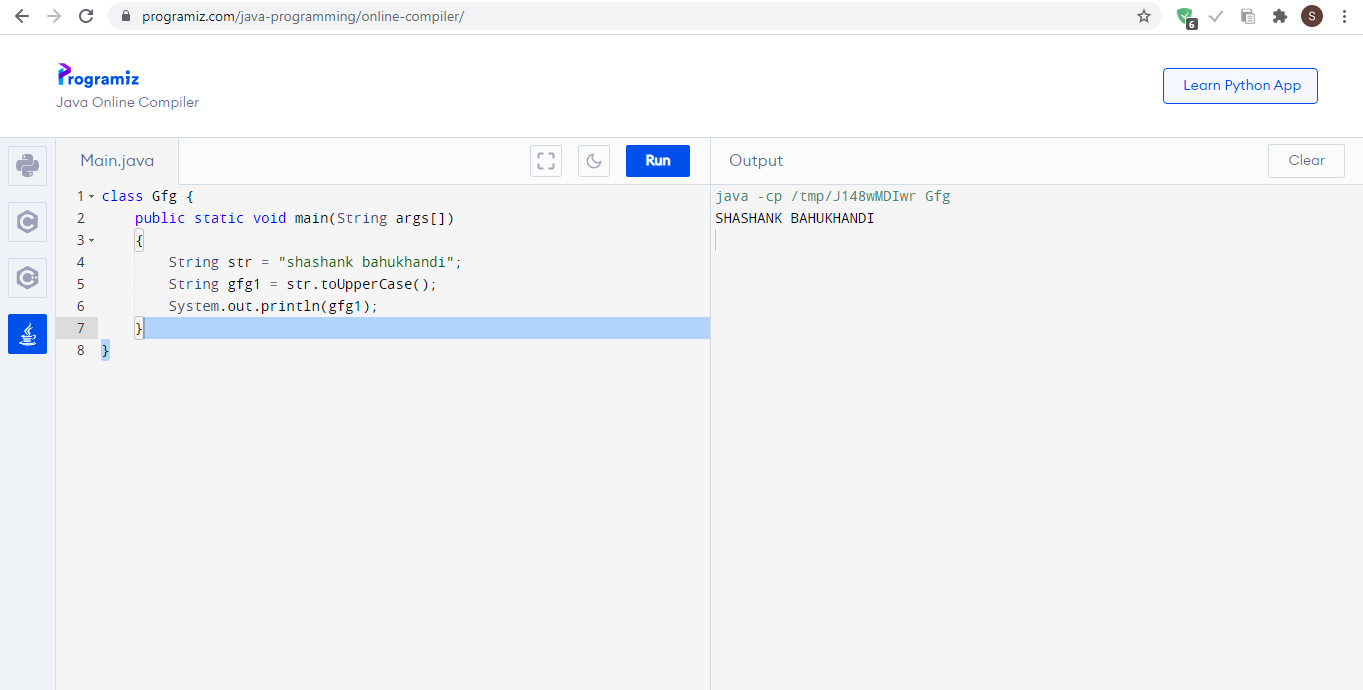 programiz.com/java-programming/online-compiler/
6
S
Programiz
Java Online Compiler
Learn Python App
Main.java
Run
Output
Clear
1 class Gfg {
2     public static void main(String args[])
3     {
4         String str = "shashank bahukhandi";
5         String gfg1 = str.toUpperCase();
6         System.out.println(gfg1);
7     }
8 }
java -cp /tmp/J148wMDIwr Gfg
SHASHANK BAHUKHANDI